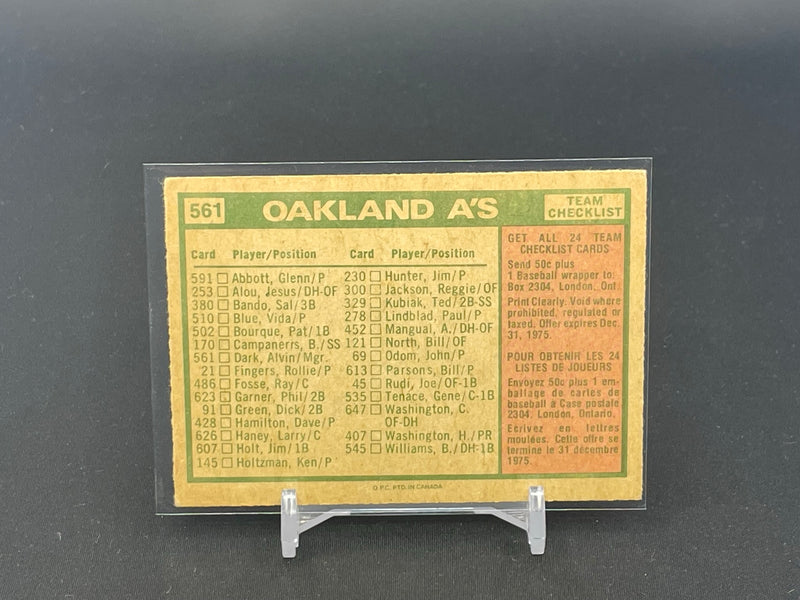 561
OAKLAND A'S
TEAM
CHECKLIST
Card Player/Position
591 Abbott, Glenn/P
253 Alou, Jesus/DH-OF
380 Bando, Sal/3B
510 Blue, Vida/P
502 Bourque, Pat/1B
170 Campanerrs, B./SS
561 Dark, Alvin/Mgr.
21 Fingers, Rollie/P
486 Fosse, Ray/C
623 Garner, Phil/2B
91 Green, Dick/2B
428 Hamilton, Dave/P
626 Haney, Larry/C
607 Holt, Jim/1B
145 Holtzman, Ken/P
Card Player/Position
230 Hunter, Jim/P
300 Jackson, Reggie/OF
329 Kubiak, Ted/2B-SS
278 Lindblad, Paul/P
452 Mangual, A./DH-OF
121 North, Bill/OF
69 Odom, John/P
613 Parsons, Bill/P
45 Rudi, Joe/OF-1B
535 Tenace, Gene/C-1B
647 Washington, C.
OF-DH
407 Washington, H./PR
545 Williams, B./DH-1B
GET ALL 24 TEAM
CHECKLIST CARDS
Send 50c plus
1 Baseball wrapper to:
Box 2304, London, Ont.
Print Clearly. Void where
prohibited, regulated or
taxed. Offer expires Dec.
31, 1975.
POUR OBTENIR LES 24
LISTES DE JOUEURS
Envoyez 50c plus 1 em-
ballage de cartes de
baseball à Case postale
2304, London, Ontario.
Ecrivez en lettres
moulées. Cette offre se
termine le 31 décembre
1975.
O.P.C. PTD. IN CANADA